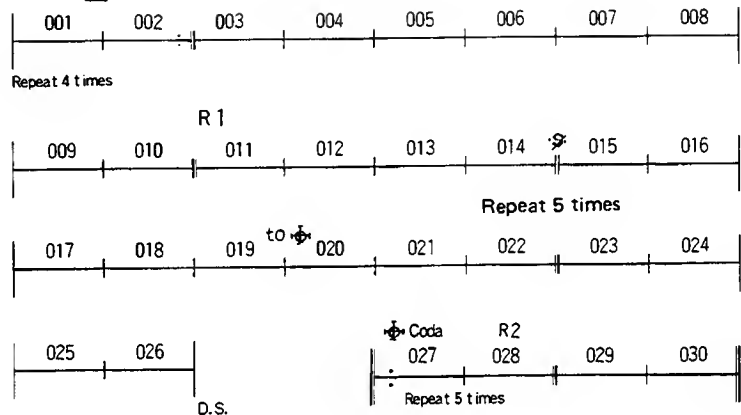 001 002 003 004 005 006 007 008
Repeat 4 times
R1
009 010 011 012 013 014 015 016
Repeat 5 times
to
017 018 019 020 021 022 023 024
Coda R2
025 026 027 028 029 030
D.S. Repeat 5 times